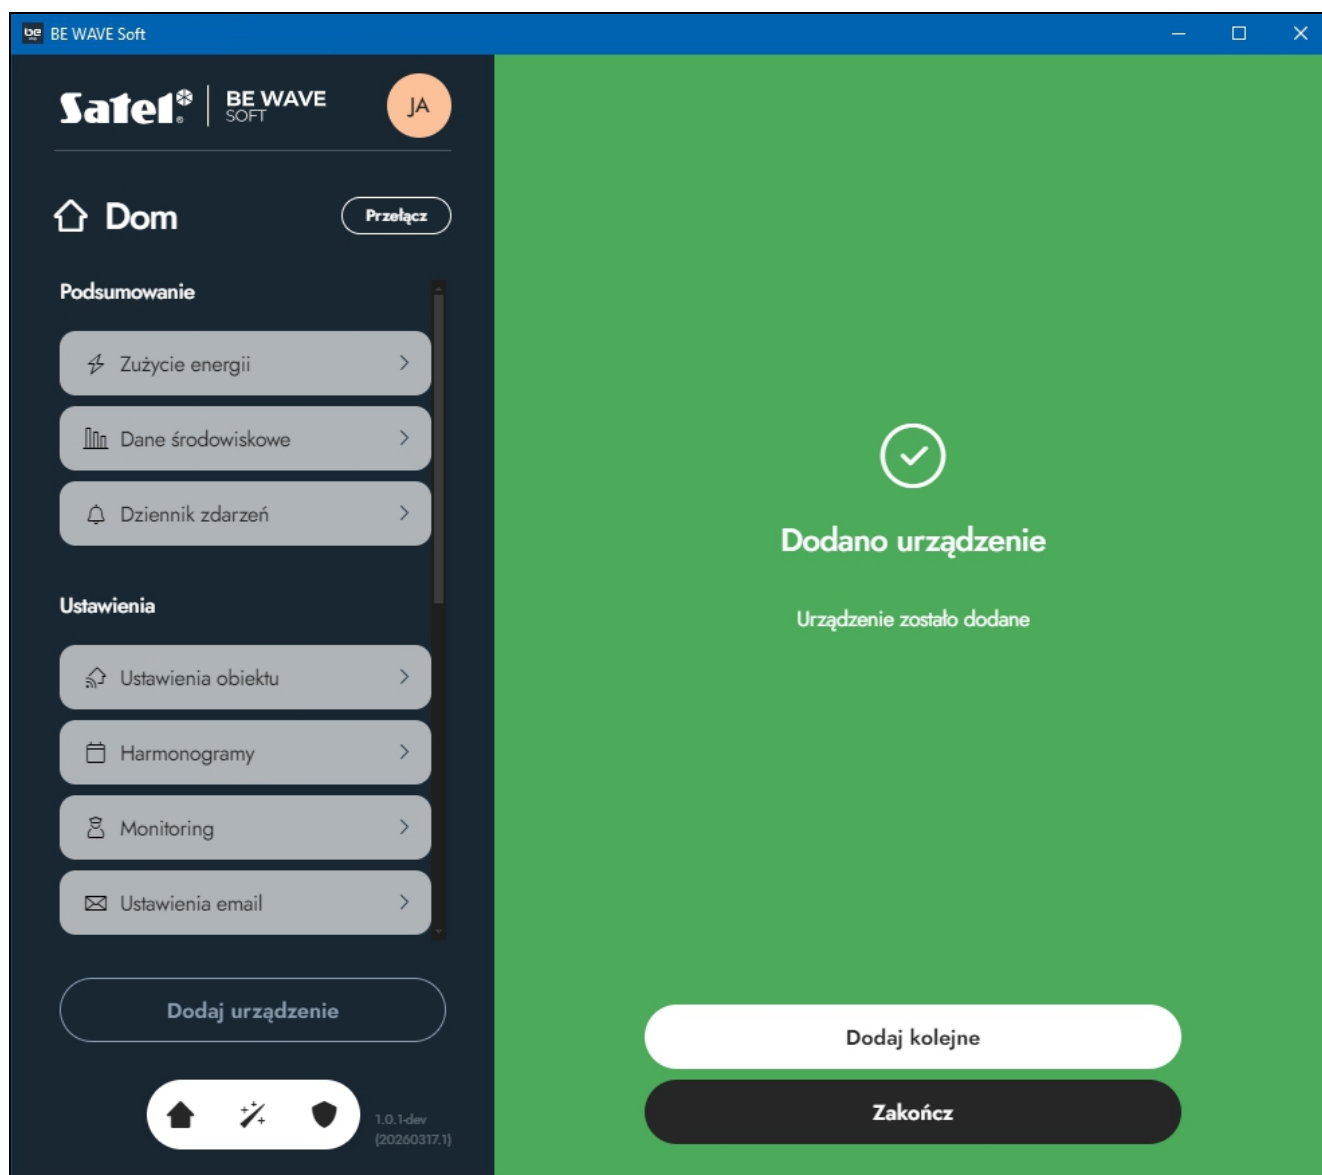 be BE WAVE Soft
Satel® BE WAVE SOFT JA
Dom Przełącz
Podsumowanie
Zużycie energii
Dane środowiskowe
Dziennik zdarzeń
Ustawienia
Ustawienia obiektu
Harmonogramy
Monitoring
Ustawienia email
Dodaj urządzenie
1.0.1-dev
(20260317.1)
Dodano urządzenie
Urządzenie zostało dodane
Dodaj kolejne
Zakończ